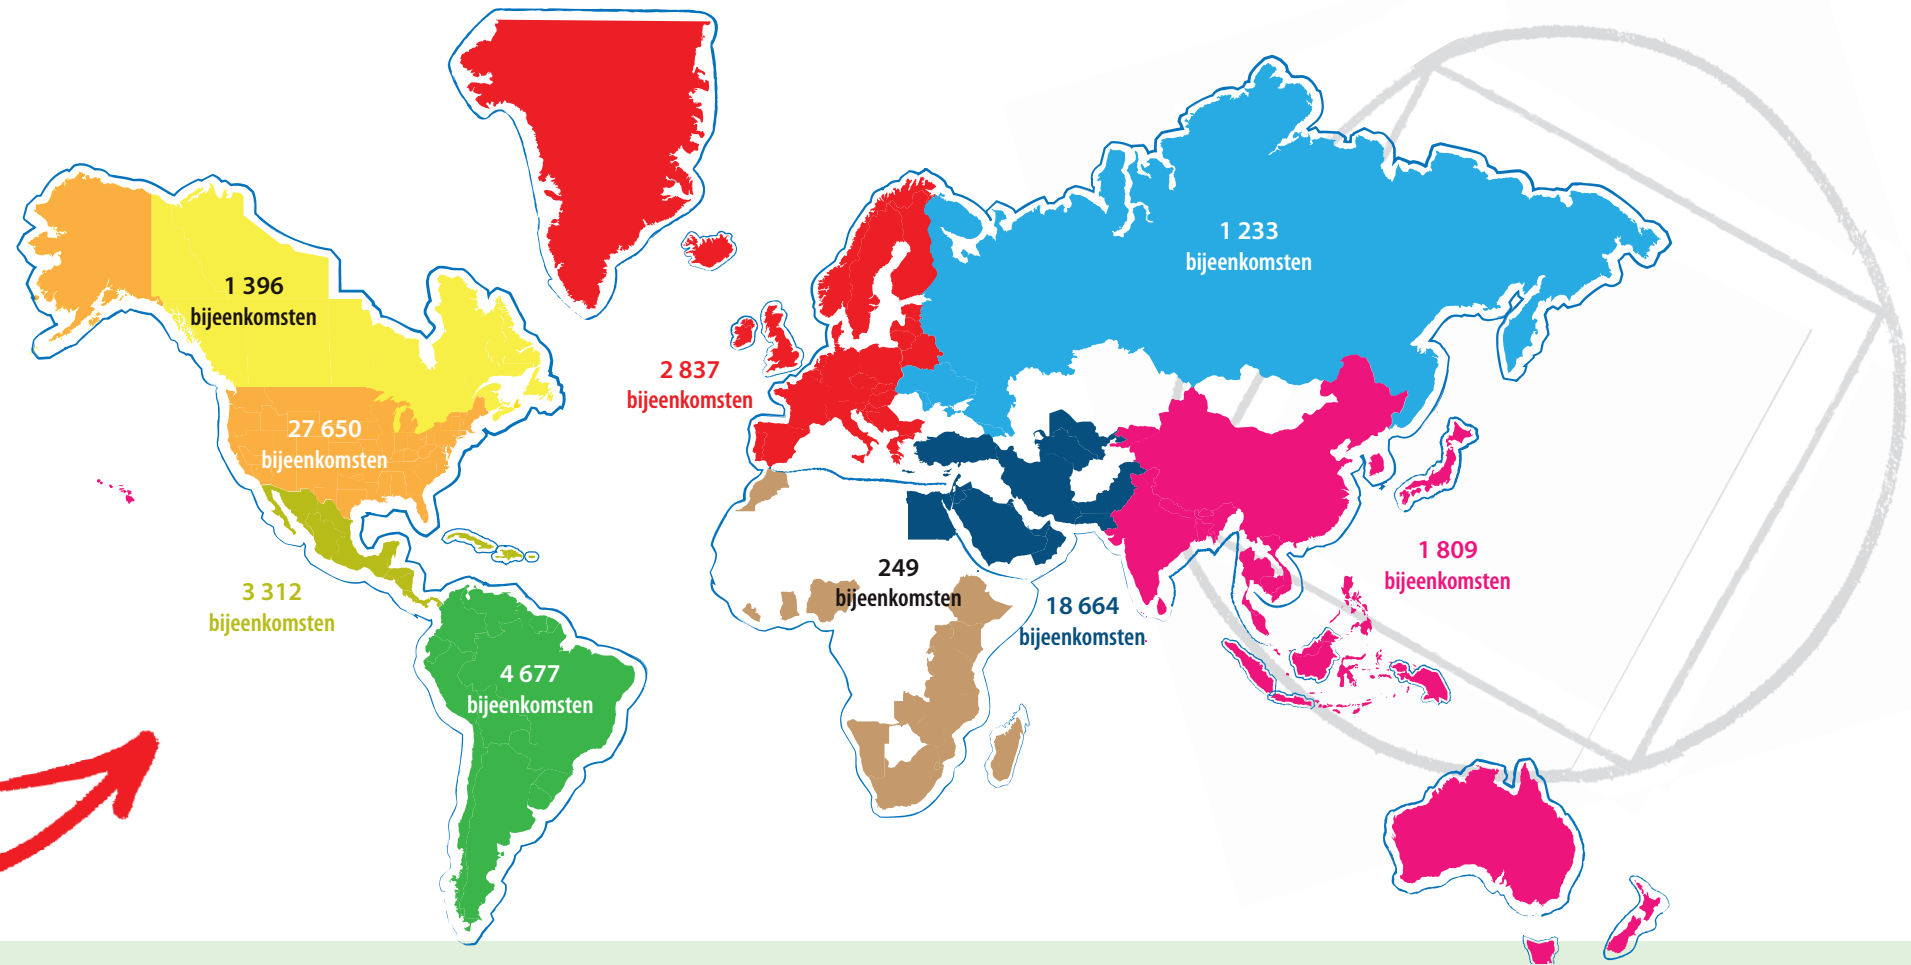 1 233
bijeenkomsten
1 396
bijeenkomsten
2 837
bijeenkomsten
27 650
bijeenkomsten
1 809
bijeenkomsten
249
bijeenkomsten
3 312
bijeenkomsten
18 664
bijeenkomsten
4 677
bijeenkomsten